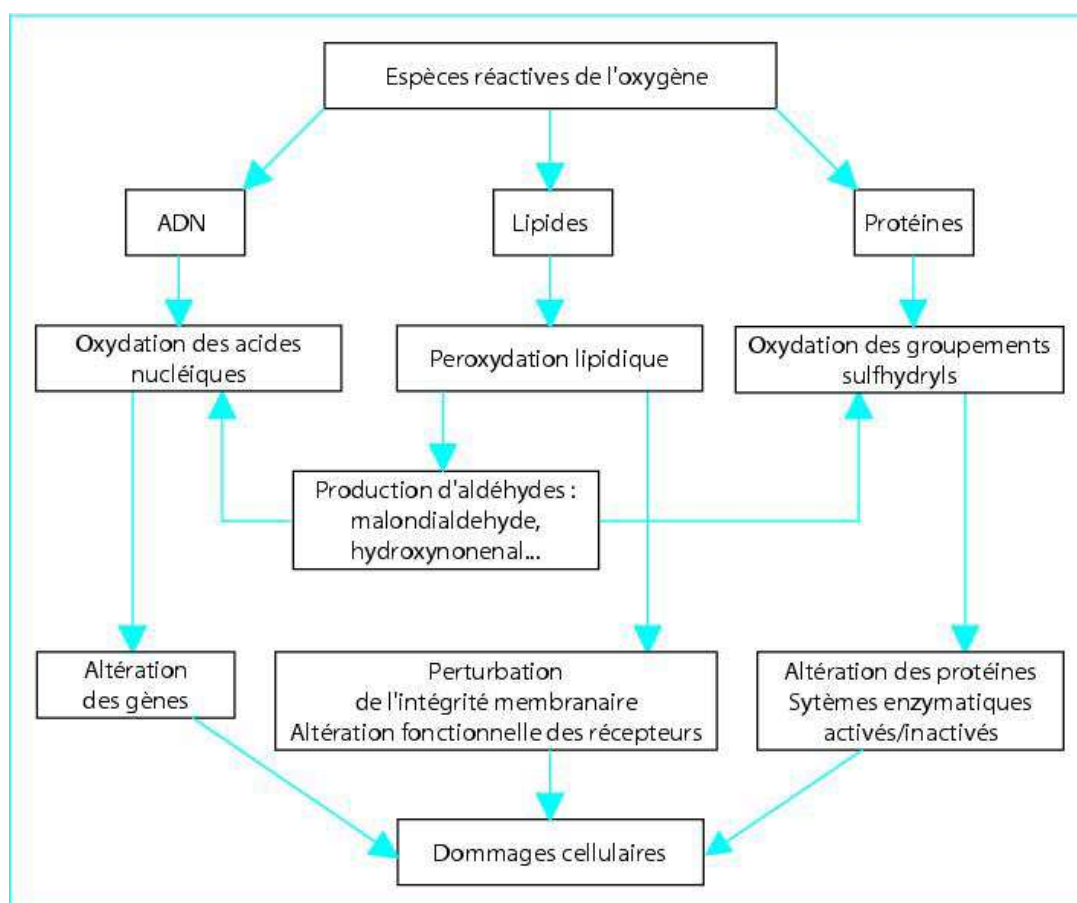 Espèces réactives de l'oxygène
ADN
Lipides
Protéines
Oxydation des acides
nucléiques
Peroxydation lipidique
Oxydation des groupements
sulfhydryls
Production d'aldéhydes :
malondialdehyde,
hydroxynonenal...
Altération
des gènes
Perturbation
de l'intégrité membranaire
Altération fonctionnelle des récepteurs
Altération des protéines
Sytèmes enzymatiques
activés/inactivés
Dommages cellulaires